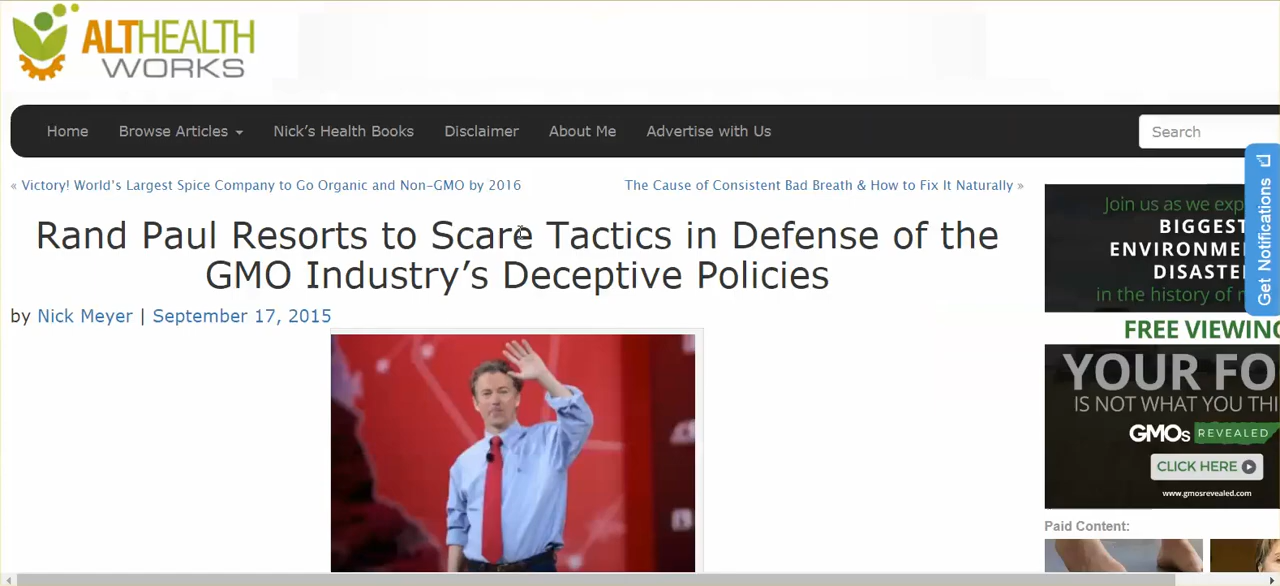 ALTHEALTH
WORKS
Home Browse Articles Nick's Health Books Disclaimer About Me Advertise with Us Search
« Victory! World's Largest Spice Company to Go Organic and Non-GMO by 2016
The Cause of Consistent Bad Breath & How to Fix It Naturally »
Rand Paul Resorts to Scare Tactics in Defense of the
GMO Industry's Deceptive Policies
by Nick Meyer | September 17, 2015
Get Notifications
Join us as we
BIGGEST
in the history of
FREE
YOUR
IS NOT WHAT YOU
GMOs REVEALED
CLICK HERE
www.gmosrevealed.com
Paid Content: